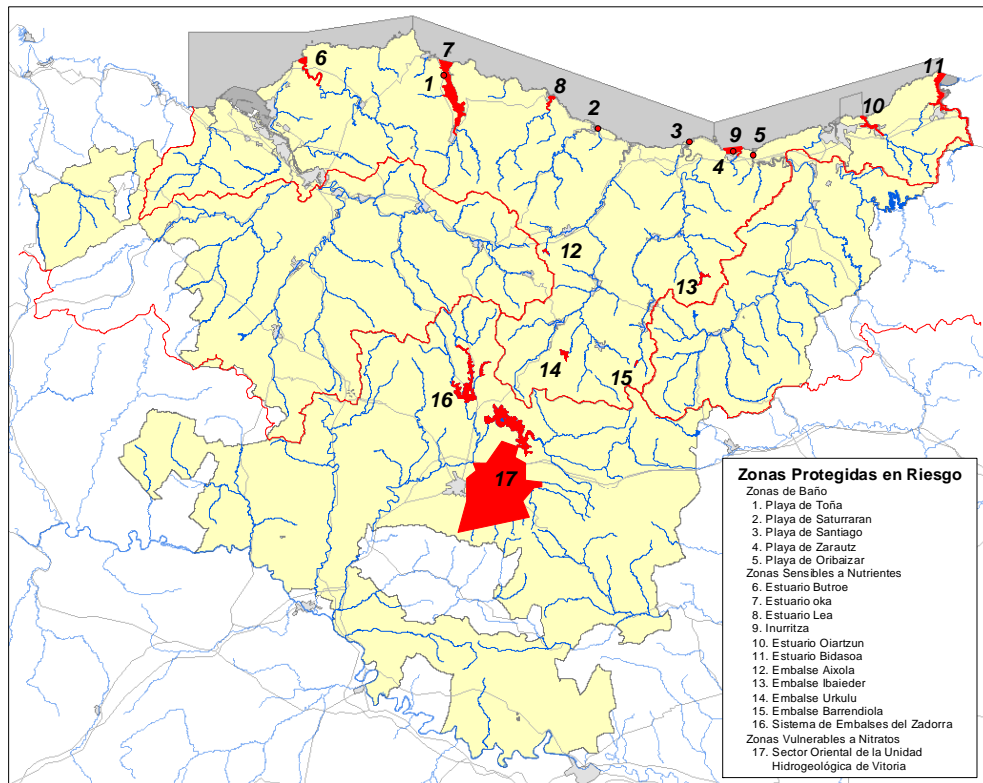 7
6
1
11
8
2
10
3
9
5
4
12
13
14
15
16
17
Zonas Protegidas en Riesgo
Zonas de Baño
1. Playa de Toña
2. Playa de Saturraran
3. Playa de Santiago
4. Playa de Zarautz
5. Playa de Oribaizar
Zonas Sensibles a Nutrientes
6. Estuario Butroe
7. Estuario oka
8. Estuario Lea
9. Inurritza
10. Estuario Oiartzun
11. Estuario Bidasoa
12. Embalse Aixola
13. Embalse Ibaieder
14. Embalse Urkulu
15. Embalse Barrendiola
16. Sistema de Embalses del Zadorra
Zonas Vulnerables a Nitratos
17. Sector Oriental de la Unidad
Hidrogeológica de Vitoria